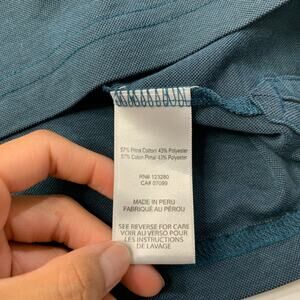 57% Pima Cotton 43% Polyester
57% Coton Pima/ 43% Polyester
RN# 123280
CA# 07099
MADE IN PERU
FABRIQUÉ AU PÉROU
SEE REVERSE FOR CARE
VOIR AU VERSO POUR
LES INSTRUCTIONS
DE LAVAGE